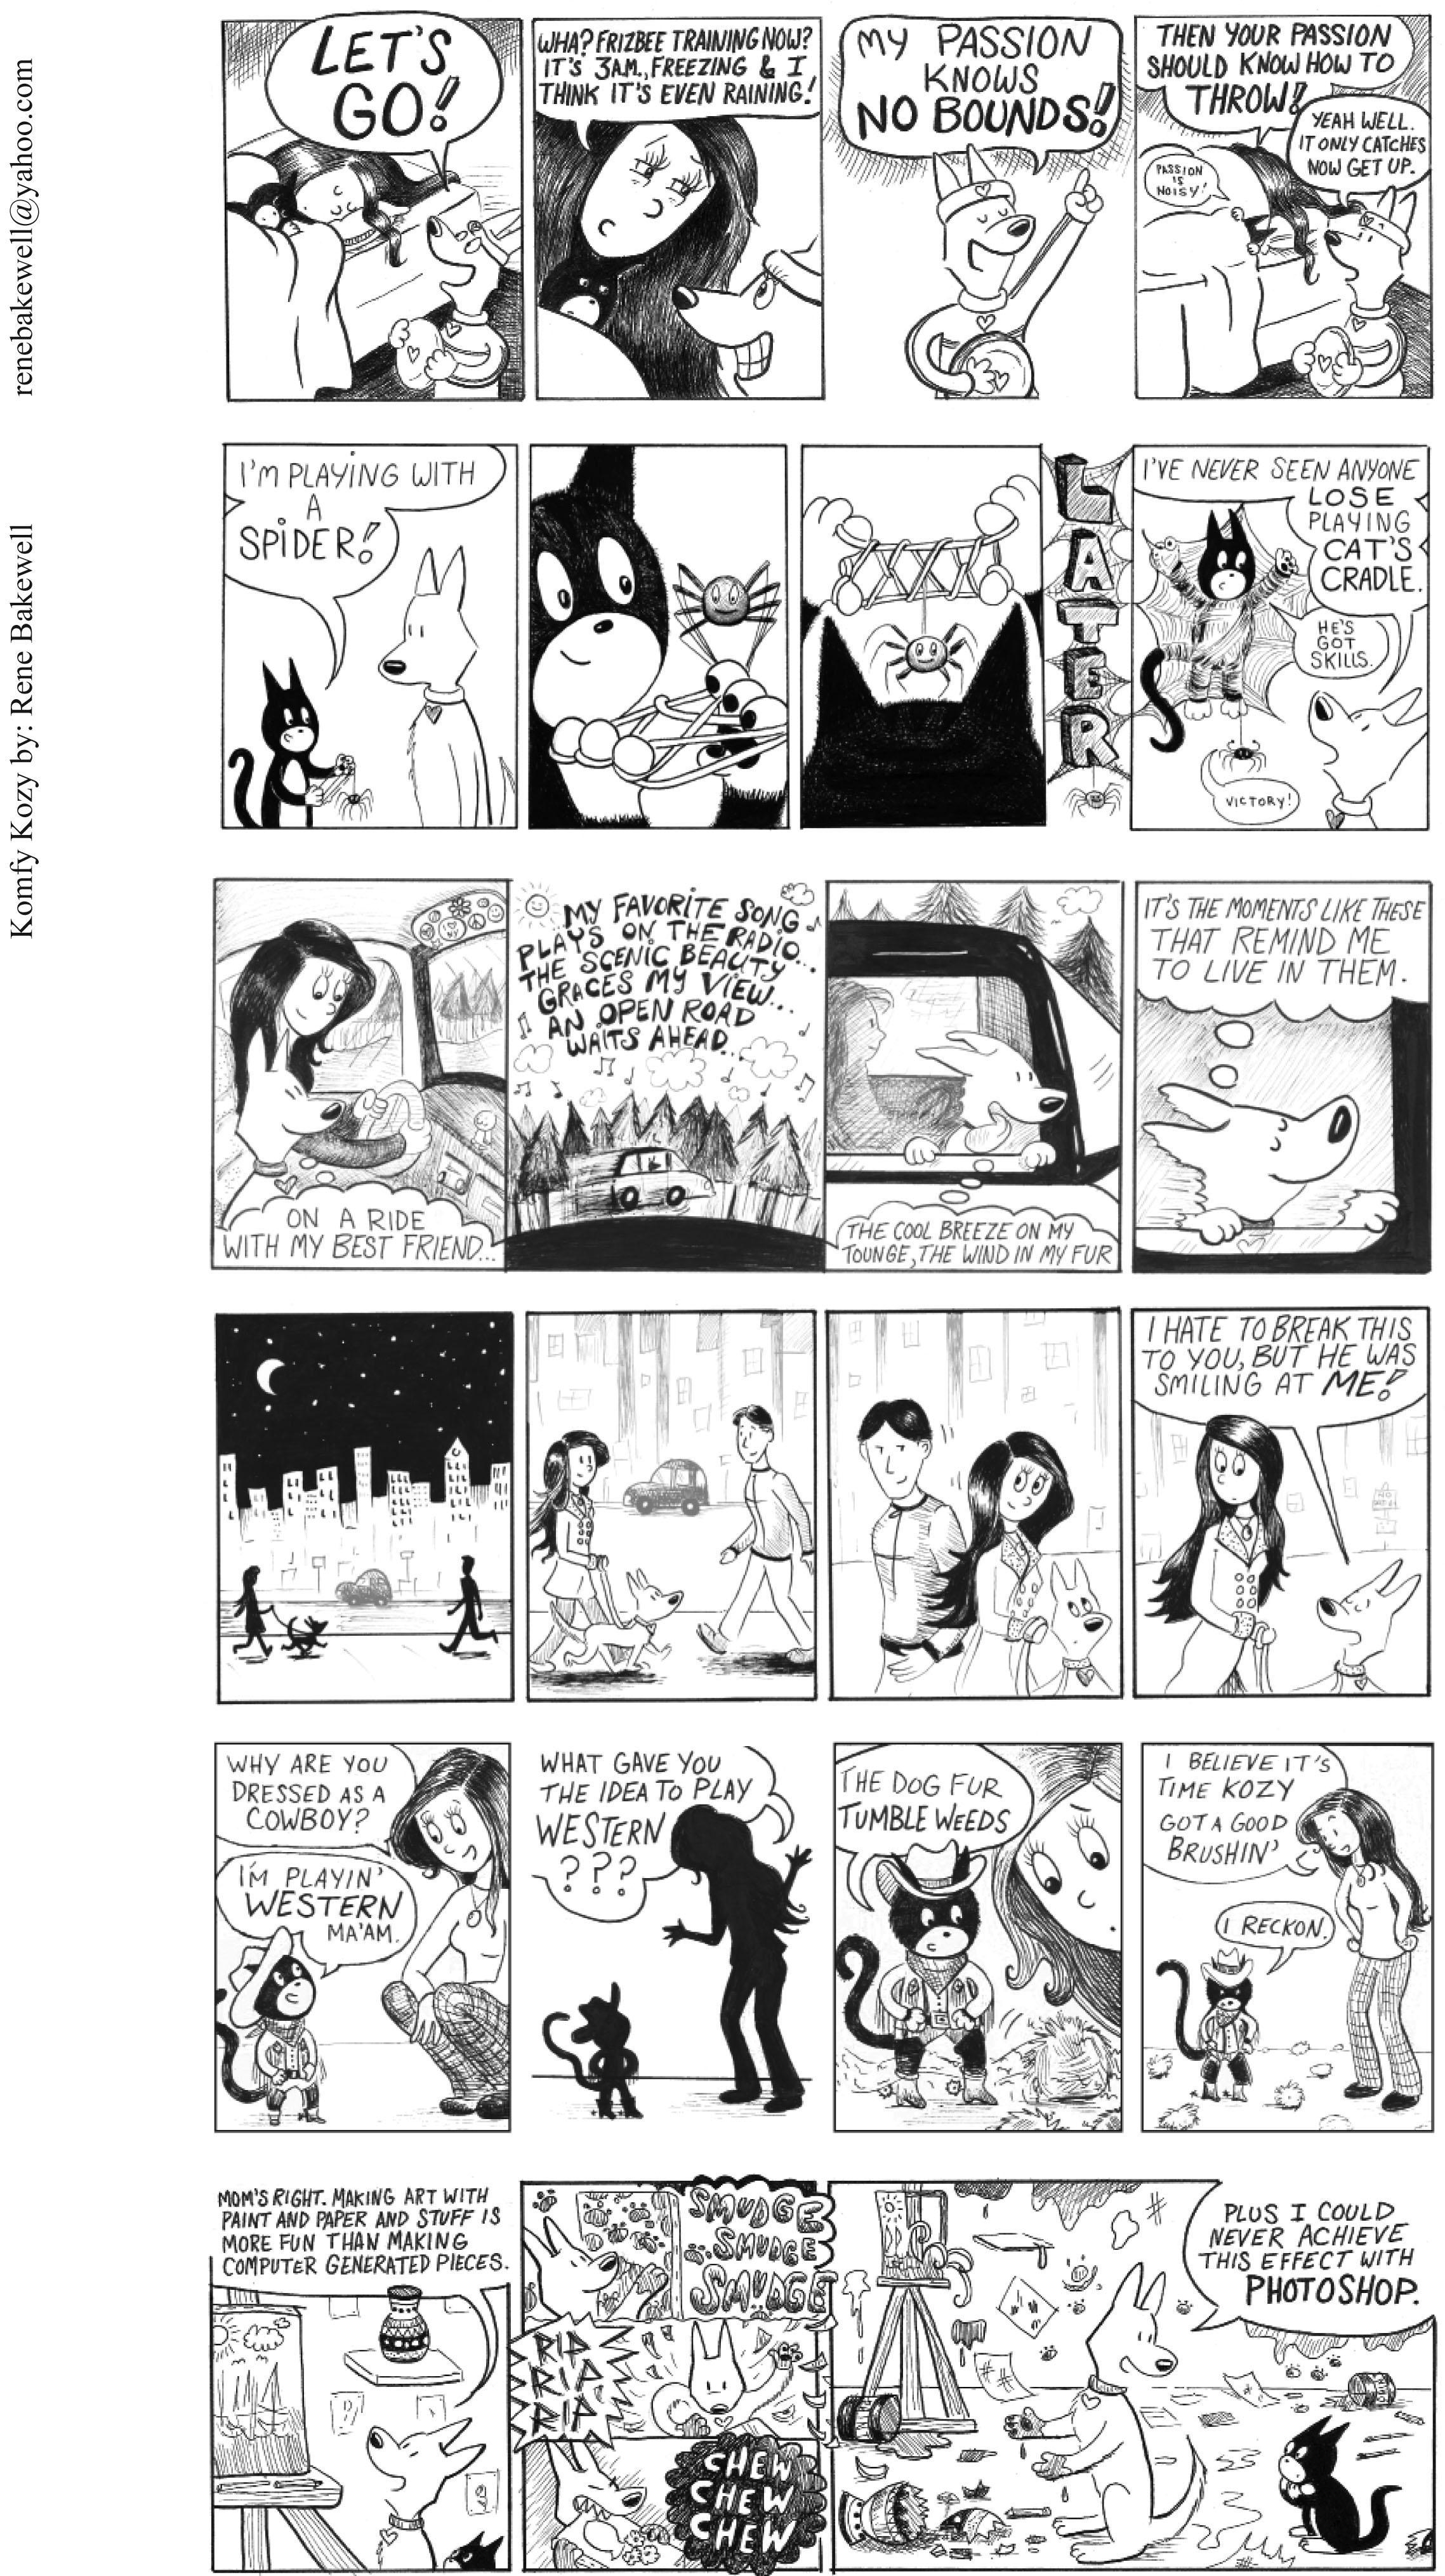 renebakewell@yahoo.com
Komfy Kozy by: Rene Bakewell
LET'S
GO!
WHA? FRIZBEE TRAINING NOW?
IT'S 3AM., FREEZING & I
THINK IT'S EVEN RAINING!
MY PASSION
KNOWS
NO BOUNDS!
THEN YOUR PASSION
SHOULD KNOW HOW TO
THROW!
PASSION
IS
NOISY!
YEAH WELL.
IT ONLY CATCHES
NOW GET UP.
I'M PLAYING WITH
A
SPIDER!
LATER
I'VE NEVER SEEN ANYONE
LOSE
PLAYING
CAT'S
CRADLE.
HE'S
GOT
SKILLS.
VICTORY!
ON A RIDE
WITH MY BEST FRIEND...
MY FAVORITE SONG
PLAYS ON THE RADIO...
THE SCENIC BEAUTY
GRACES MY VIEW...
AN OPEN ROAD
WAITS AHEAD..
THE COOL BREEZE ON MY
TOUNGE, THE WIND IN MY FUR
IT'S THE MOMENTS LIKE THESE
THAT REMIND ME
TO LIVE IN THEM.
I HATE TO BREAK THIS
TO YOU, BUT HE WAS
SMILING AT ME!
WHY ARE YOU
DRESSED AS A
COWBOY?
I'M PLAYIN'
WESTERN
MA'AM.
WHAT GAVE YOU
THE IDEA TO PLAY
WESTERN
???
THE DOG FUR
TUMBLE WEEDS
I BELIEVE IT'S
TIME KOZY
GOT A GOOD
BRUSHIN'
I RECKON.
MOM'S RIGHT. MAKING ART WITH
PAINT AND PAPER AND STUFF IS
MORE FUN THAN MAKING
COMPUTER GENERATED PIECES.
SMUDGE
SMUDGE
SMUDGE
RIP
RIP
RIP
CHEW
CHEW
CHEW
PLUS I COULD
NEVER ACHIEVE
THIS EFFECT WITH
PHOTOSHOP.